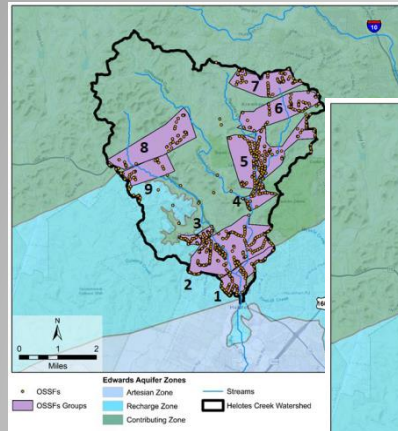 10
7
6
8
5
9
4
3
2
1
N
0 1 2
Miles
OSSFs
OSSFs Groups
Edwards Aquifer Zones
Artesian Zone
Recharge Zone
Contributing Zone
Streams
Helotes Creek Watershed